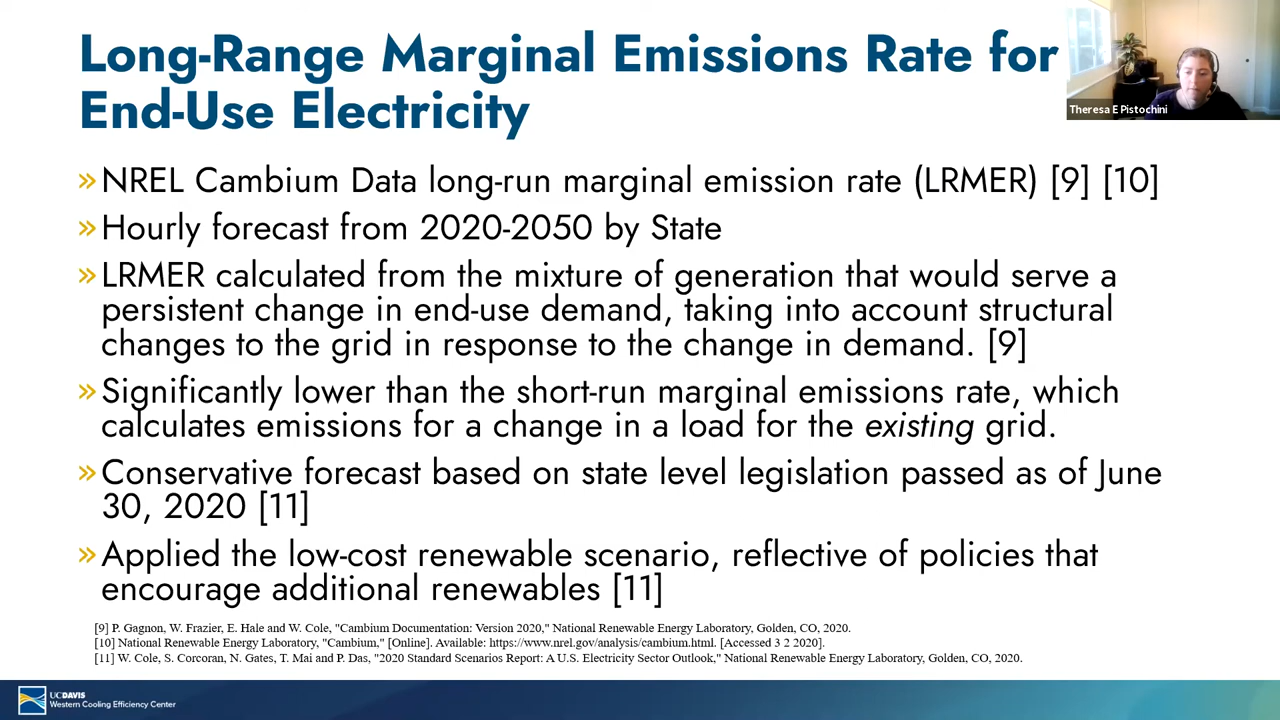 Long-Range Marginal Emissions Rate for
End-Use Electricity
Theresa E Pistochini
» NREL Cambium Data long-run marginal emission rate (LRMER) [9] [10]
» Hourly forecast from 2020-2050 by State
» LRMER calculated from the mixture of generation that would serve a
persistent change in end-use demand, taking into account structural
changes to the grid in response to the change in demand. [9]
» Significantly lower than the short-run marginal emissions rate, which
calculates emissions for a change in a load for the existing grid.
» Conservative forecast based on state level legislation passed as of June
30, 2020 [11]
» Applied the low-cost renewable scenario, reflective of policies that
encourage additional renewables [11]
[9] P. Gagnon, W. Frazier, E. Hale and W. Cole, "Cambium Documentation: Version 2020," National Renewable Energy Laboratory, Golden, CO, 2020.
[10] National Renewable Energy Laboratory, "Cambium," [Online]. Available: https://www.nrel.gov/analysis/cambium.html. [Accessed 3 2 2020].
[11] W. Cole, S. Corcoran, N. Gates, T. Mai and P. Das, "2020 Standard Scenarios Report: A U.S. Electricity Sector Outlook," National Renewable Energy Laboratory, Golden, CO, 2020.
UCDAVIS
Western Cooling Efficiency Center